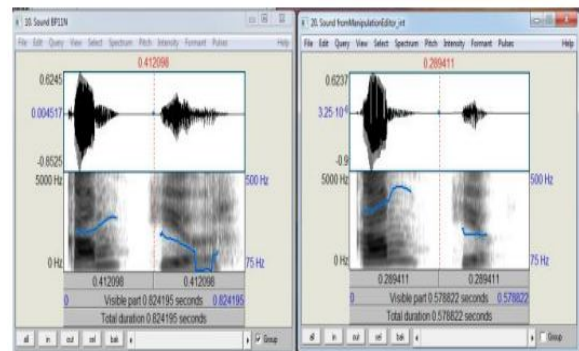 20. Sound BP11N
File Edit Query View Select Spectrum Pitch Intensity Formant Pulses Help
0.412098
0.6245
0.004517
-0.8525
5000 Hz
500 Hz
0 Hz
75 Hz
0.412098 0.412098
0 Visible part 0.824195 seconds 0.824195
Total duration 0.824195 seconds
all in out sel bak Group
20. Sound fromManipulationEditor_int
File Edit Query View Select Spectrum Pitch Intensity Formant Pulses Help
0.289411
0.6237
-0.9
5000 Hz
500 Hz
0 Hz
75 Hz
0.289411 0.289411
0 Visible part 0.578822 seconds 0.578822
Total duration 0.578822 seconds
all in out sel bak Group